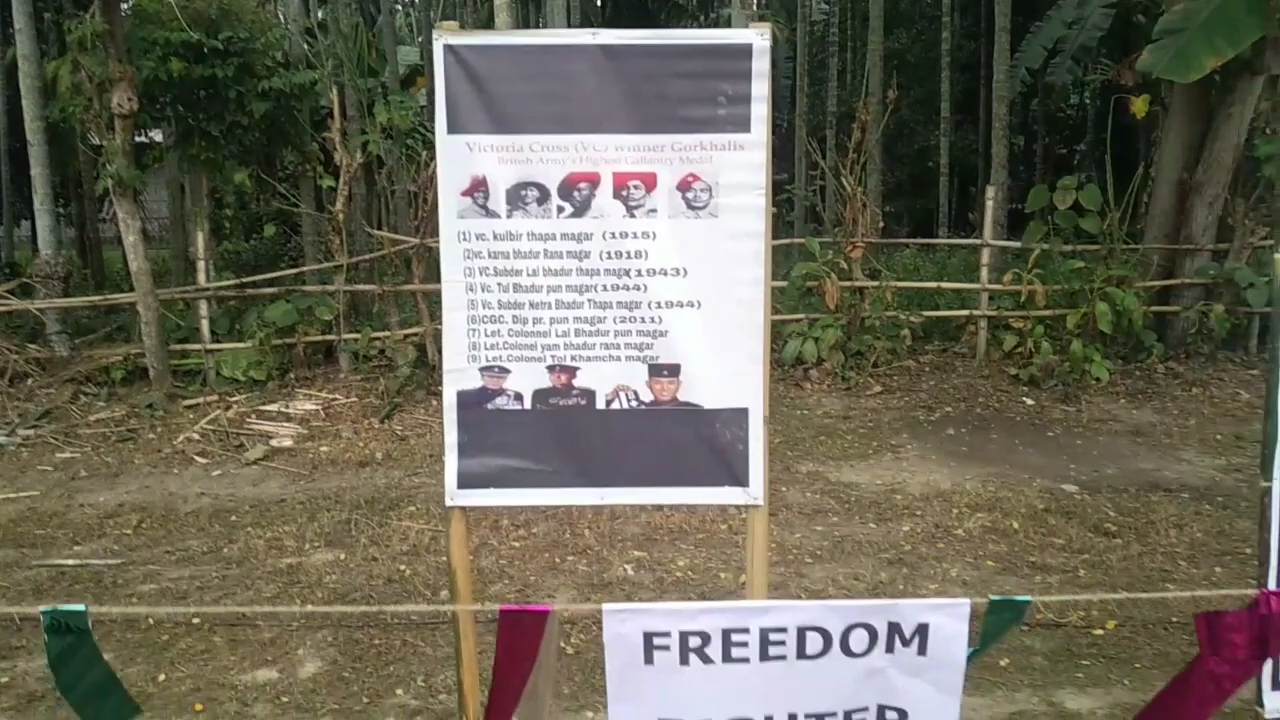 Victoria Cross (VC) winner Gorkhalis
British Army's Highest Gallantry Medal
(1) vc. kulbir thapa magar (1915)
(2)vc. karna bhadur Rana magar (1918)
(3) VC.Subder Lal bhadur thapa magar(1943)
(4) Vc. Tul Bhadur pun magar(1944)
(5) Vc. Subder Netra Bhadur Thapa magar (1944)
(6)CGC. Dip pr. pun magar (2011)
(7) Let. Colonnel Lal Bhadur pun magar
(8) Let.Colonel yam bhadur rana magar
(9) Let.Colonel Tol Khamcha magar
FREEDOM
FIGHTER